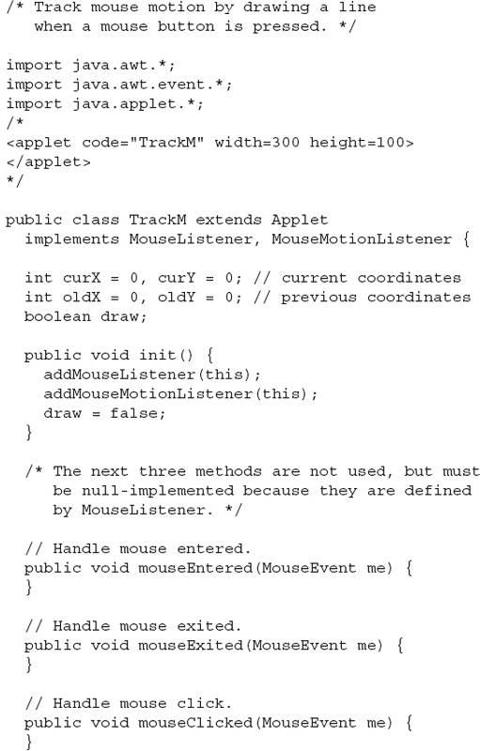 /* Track mouse motion by drawing a line
when a mouse button is pressed. */
import java.awt.*;
import java.awt.event.*;
import java.applet.*;
/*
<applet code="TrackM" width=300 height=100>
</applet>
*/
public class TrackM extends Applet
implements MouseListener, MouseMotionListener {
int curX = 0, curY = 0; // current coordinates
int oldX = 0, oldY = 0; // previous coordinates
boolean draw;
public void init() {
addMouseListener(this);
addMouseMotionListener(this);
draw = false;
}
/* The next three methods are not used, but must
be null-implemented because they are defined
by MouseListener. */
// Handle mouse entered.
public void mouseEntered(MouseEvent me) {
}
// Handle mouse exited.
public void mouseExited(MouseEvent me) {
}
// Handle mouse click.
public void mouseClicked(MouseEvent me) {
}